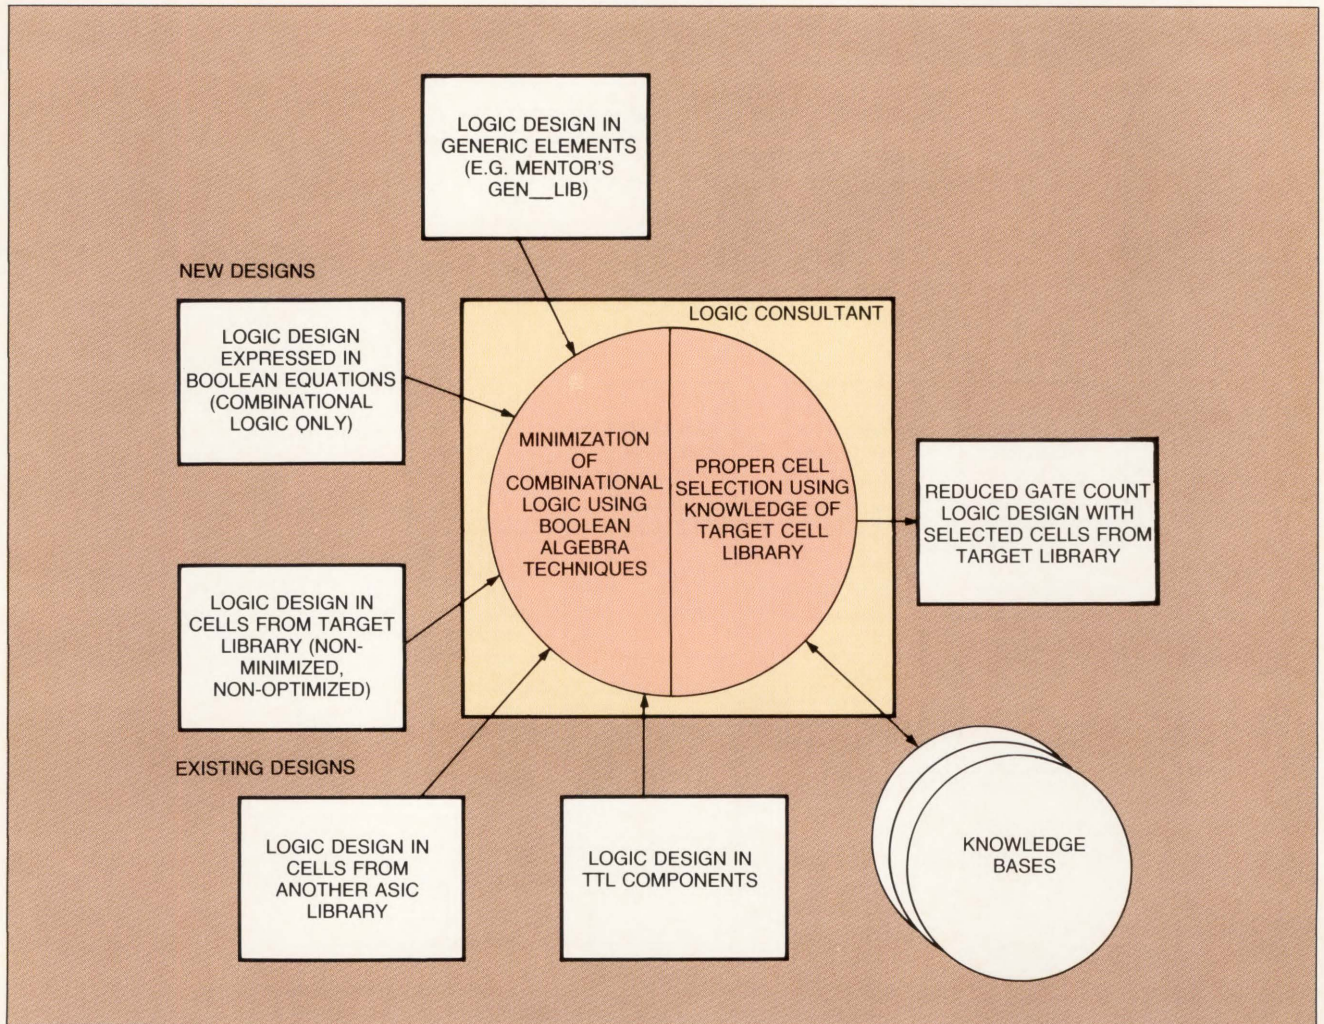 LOGIC DESIGN IN
GENERIC ELEMENTS
(E.G. MENTOR'S
GEN__LIB)
NEW DESIGNS
LOGIC DESIGN
EXPRESSED IN
BOOLEAN EQUATIONS
(COMBINATIONAL
LOGIC ONLY)
LOGIC CONSULTANT
MINIMIZATION
OF
COMBINATIONAL
LOGIC USING
BOOLEAN
ALGEBRA
TECHNIQUES
PROPER CELL
SELECTION USING
KNOWLEDGE OF
TARGET CELL
LIBRARY
REDUCED GATE COUNT
LOGIC DESIGN WITH
SELECTED CELLS FROM
TARGET LIBRARY
LOGIC DESIGN IN
CELLS FROM TARGET
LIBRARY (NON-
MINIMIZED,
NON-OPTIMIZED)
EXISTING DESIGNS
LOGIC DESIGN IN
CELLS FROM
ANOTHER ASIC
LIBRARY
LOGIC DESIGN IN
TTL COMPONENTS
KNOWLEDGE
BASES